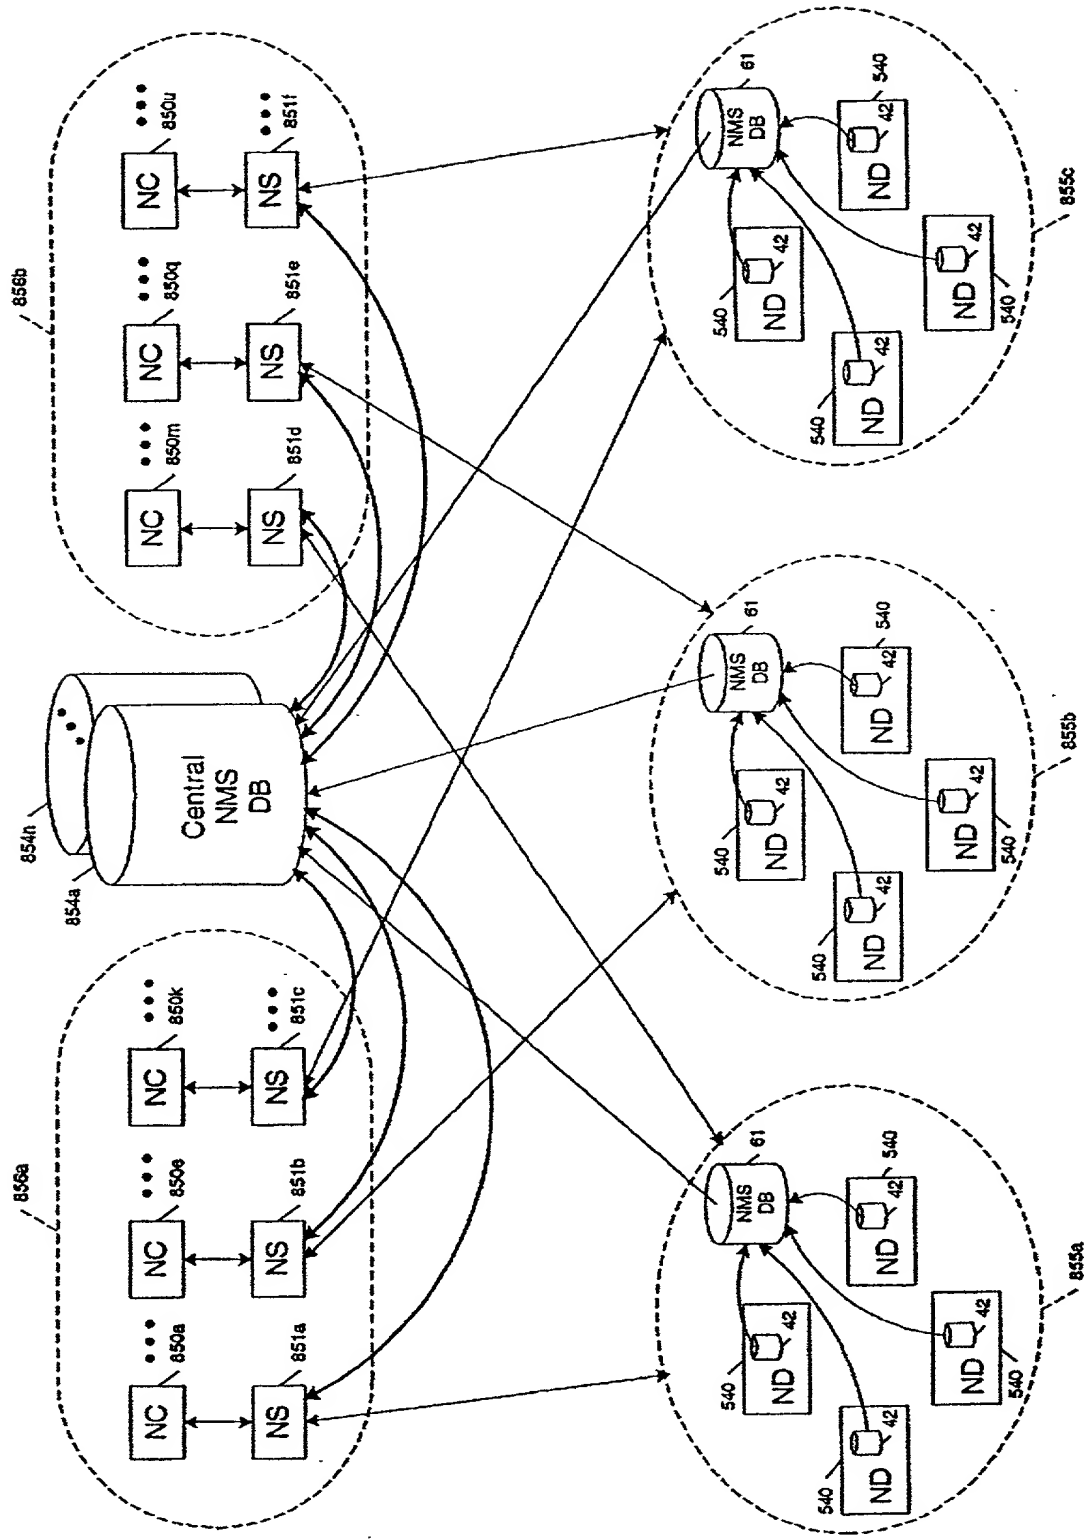 856a
854a
854n
856b
850a
850e
850k
850m
850q
850u
NC
NC
NC
NC
NC
NC
851a
851b
851c
851d
851e
851f
NS
NS
NS
NS
NS
NS
Central
NMS
DB
61
NMS
DB
540
42
ND
540
42
ND
540
42
ND
540
42
ND
855a
61
NMS
DB
540
42
ND
540
42
ND
540
42
ND
540
42
ND
855b
61
NMS
DB
540
42
ND
540
42
ND
540
42
ND
540
42
ND
855c